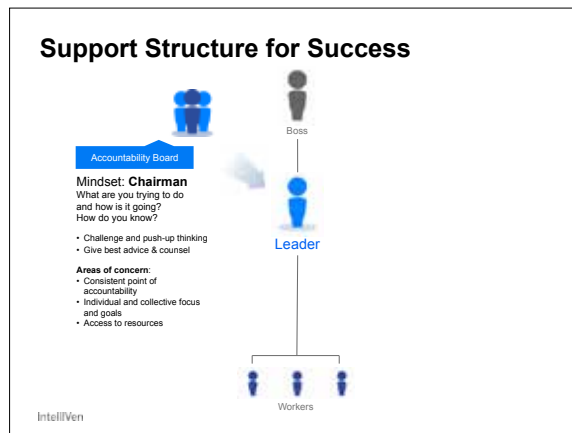 Support Structure for Success
Boss
Accountability Board
Mindset: Chairman
What are you trying to do
and how is it going?
How do you know?
• Challenge and push-up thinking
• Give best advice & counsel
Areas of concern:
• Consistent point of
accountability
• Individual and collective focus
and goals
• Access to resources
Leader
Workers
IntelliVen